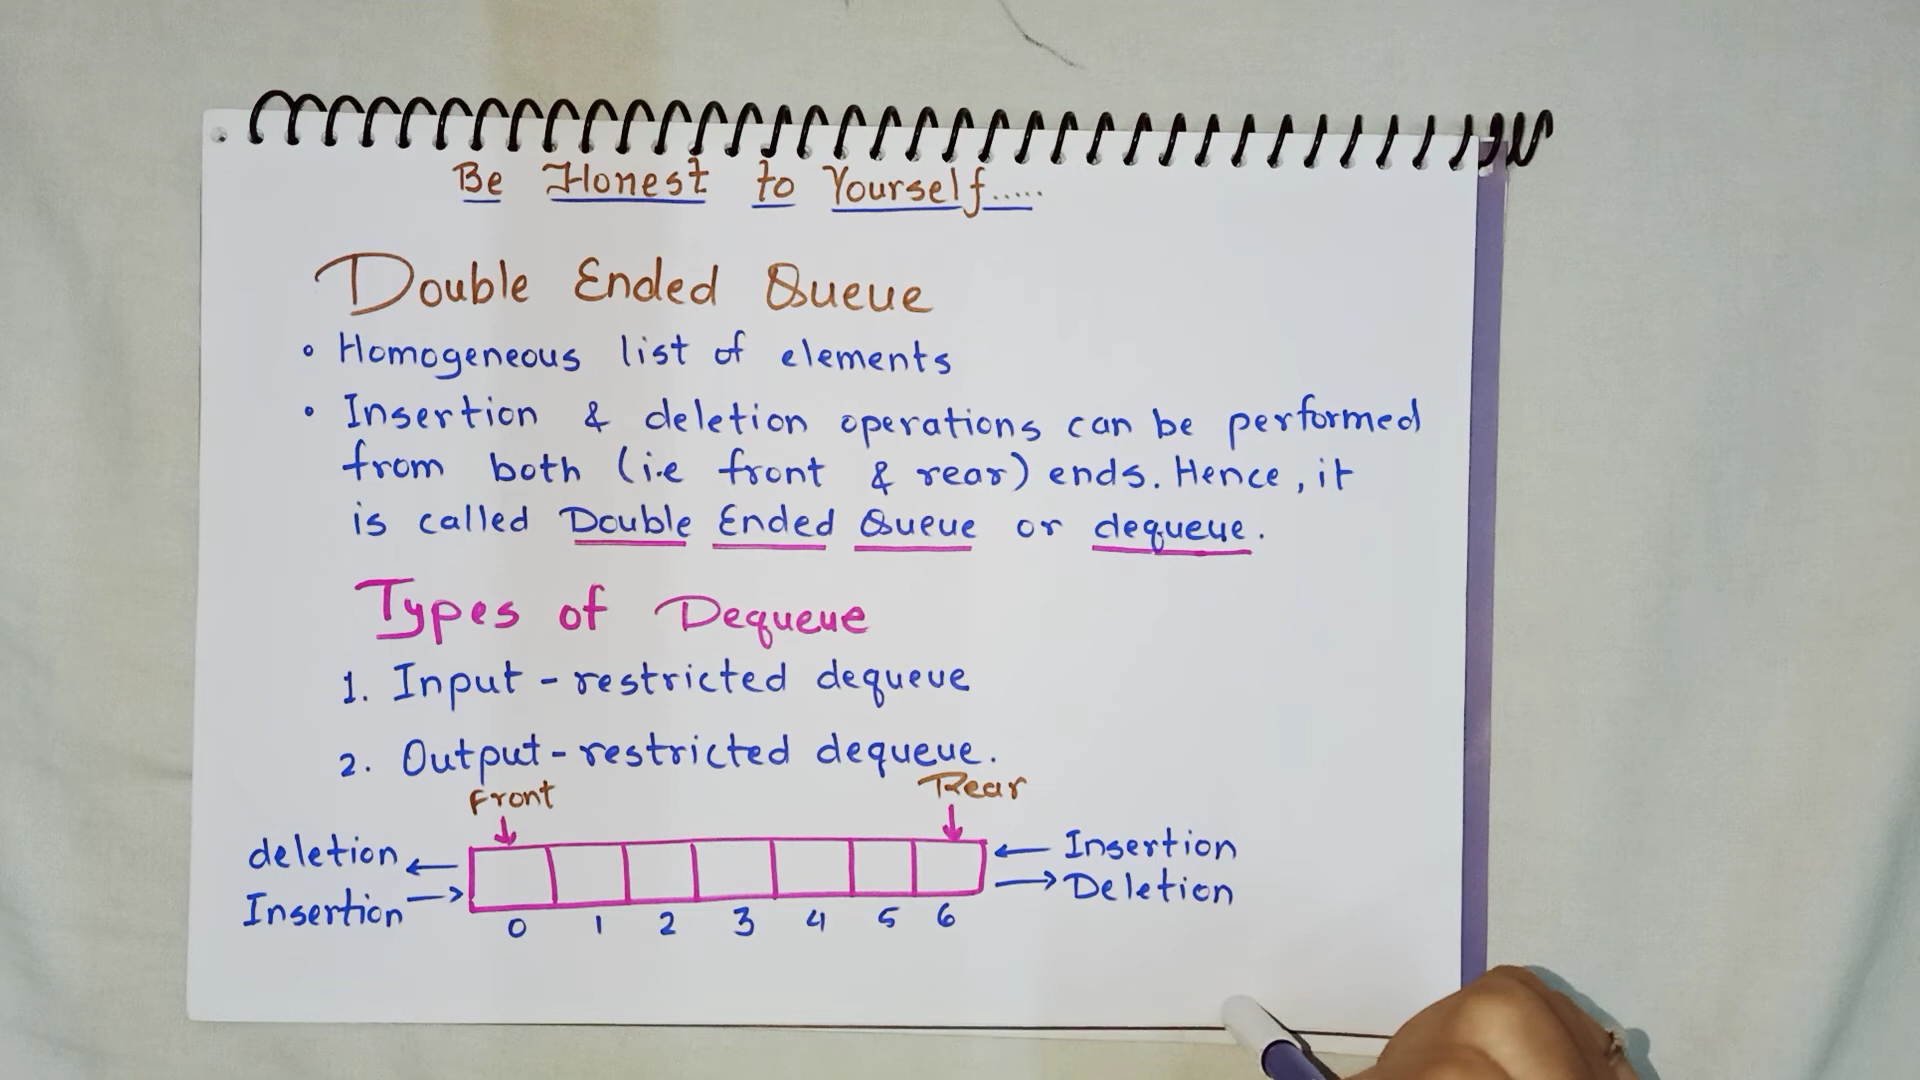 Be Honest to Yourself.....
Double Ended Queue
• Homogeneous list of elements
• Insertion & deletion operations can be performed
from both (i.e front & rear) ends. Hence, it
is called Double Ended Queue or dequeue.
Types of Dequeue
1. Input - restricted dequeue
2. Output - restricted dequeue.
Front Rear
deletion ← ← Insertion
Insertion → → Deletion
0 1 2 3 4 5 6